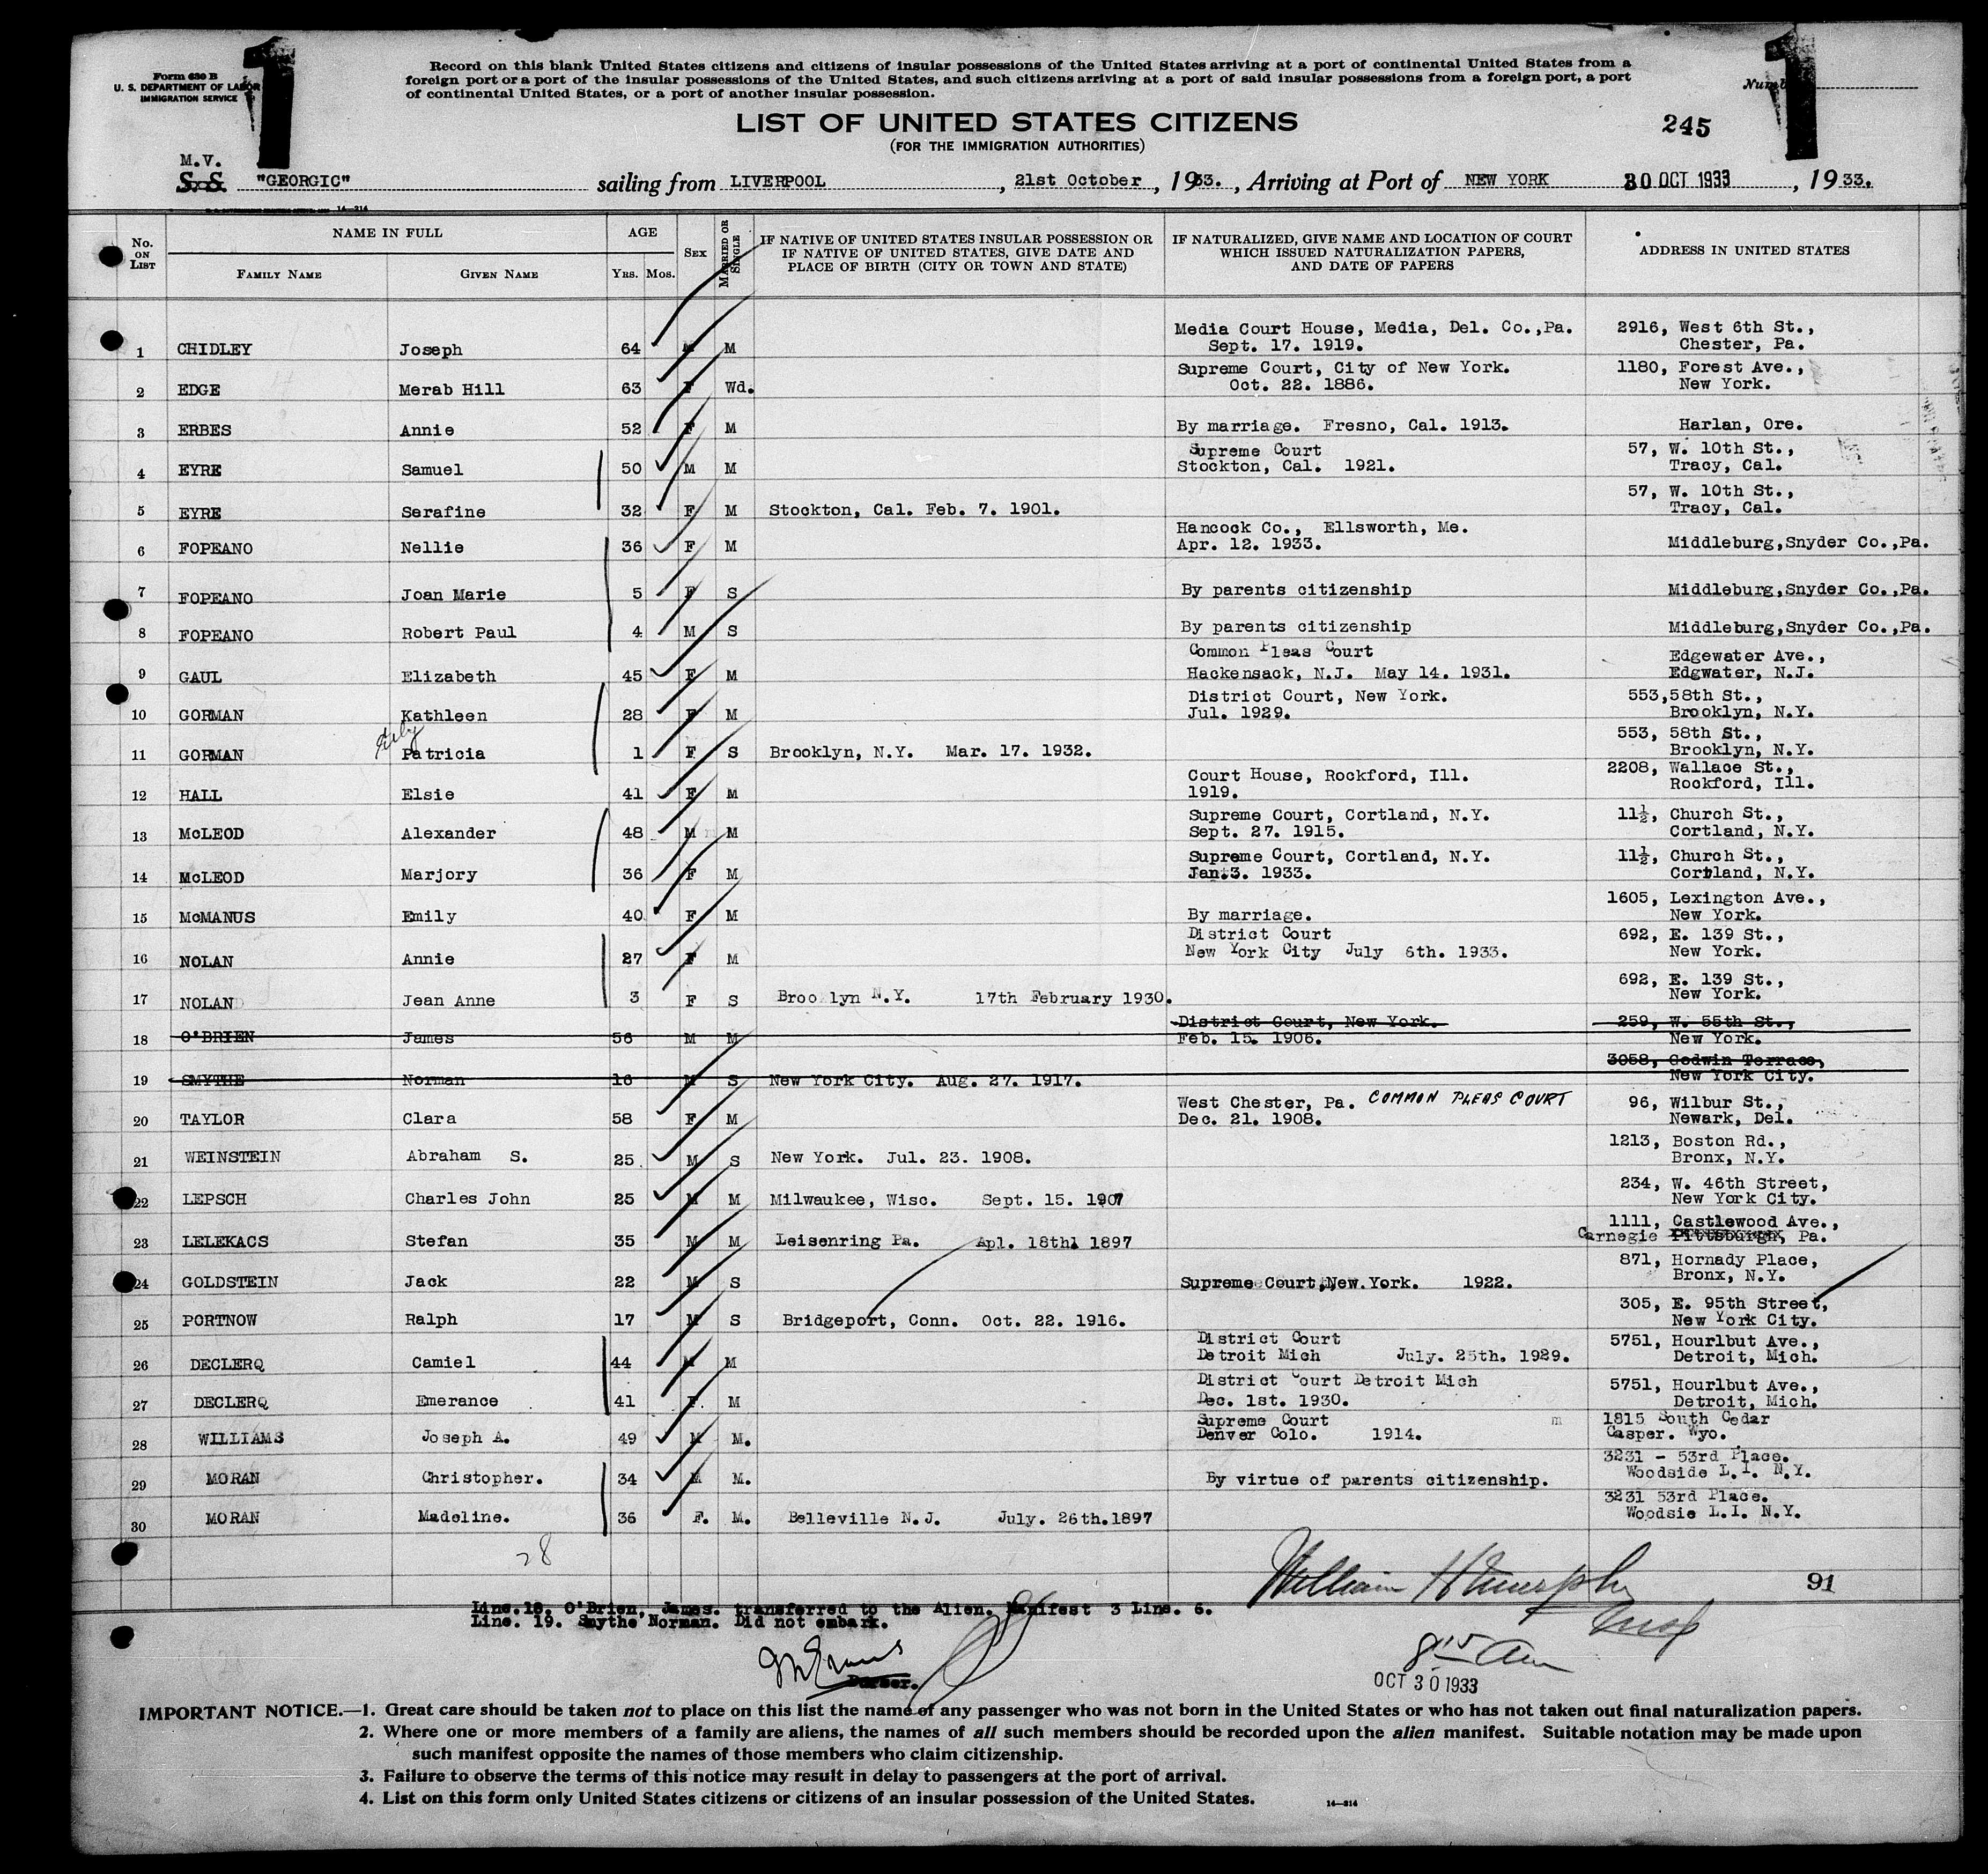 Form 630 B
U. S. DEPARTMENT OF LABOR
IMMIGRATION SERVICE
1
Record on this blank United States citizens and citizens of insular possessions of the United States arriving at a port of continental United States from a
foreign port or a port of the insular possessions of the United States, and such citizens arriving at a port of said insular possessions from a foreign port, a port
of continental United States, or a port of another insular possession.
1
LIST OF UNITED STATES CITIZENS
(FOR THE IMMIGRATION AUTHORITIES)
245
M.V.
S. S. "GEORGIC" sailing from LIVERPOOL, 21st October, 1933., Arriving at Port of NEW YORK 30 OCT 1933, 1933.
14—214
No. ON LIST
NAME IN FULL
FAMILY NAME
GIVEN NAME
AGE
YRS. MOS.
SEX
MARRIED OR SINGLE
IF NATIVE OF UNITED STATES INSULAR POSSESSION OR
IF NATIVE OF UNITED STATES, GIVE DATE AND
PLACE OF BIRTH (CITY OR TOWN AND STATE)
IF NATURALIZED, GIVE NAME AND LOCATION OF COURT
WHICH ISSUED NATURALIZATION PAPERS,
AND DATE OF PAPERS
ADDRESS IN UNITED STATES
Media Court House, Media, Del. Co.,Pa. 2916, West 6th St.,
1 CHIDLEY Joseph 64 M M Sept. 17. 1919. Chester, Pa.
Supreme Court, City of New York. 1180, Forest Ave.,
2 EDGE Merab Hill 63 F Wd. Oct. 22. 1886. New York.
3 ERBES Annie 52 F M By marriage. Fresno, Cal. 1913. Harlan, Ore.
Supreme Court 57, W. 10th St.,
4 EYRE Samuel 50 M M Stockton, Cal. 1921. Tracy, Cal.
57, W. 10th St.,
5 EYRE Serafine 32 F M Stockton, Cal. Feb. 7. 1901. Tracy, Cal.
Hancock Co., Ellsworth, Me.
6 FOPEANO Nellie 36 F M Apr. 12. 1933. Middleburg,Snyder Co.,Pa.
7 FOPEANO Joan Marie 5 F S By parents citizenship Middleburg,Snyder Co.,Pa.
8 FOPEANO Robert Paul 4 M S By parents citizenship Middleburg,Snyder Co.,Pa.
Common Pleas Court Edgewater Ave.,
9 GAUL Elizabeth 45 F M Hackensack, N.J. May 14. 1931. Edgwater, N.J.
District Court, New York. 553,58th St.,
10 GORMAN Kathleen 28 F M Jul. 1929. Brooklyn, N.Y.
553, 58th St.,
11 GORMAN Patricia 1 F S Brooklyn, N.Y. Mar. 17. 1932. Brooklyn, N.Y.
Court House, Rockford, Ill. 2208, Wallace St.,
12 HALL Elsie 41 F M 1919. Rockford, Ill.
Supreme Court, Cortland, N.Y. 11½, Church St.,
13 McLEOD Alexander 48 M M Sept. 27. 1915. Cortland, N.Y.
Supreme Court, Cortland, N.Y. 11½, Church St.,
14 McLEOD Marjory 36 F M Jan.3. 1933. Cortland, N.Y.
1605, Lexington Ave.,
15 McMANUS Emily 40 F M By marriage. New York.
District Court 692, E. 139 St.,
16 NOLAN Annie 27 F M New York City July 6th. 1933. New York.
692, E. 139 St.,
17 NOLAN Jean Anne 3 F S Broo lyn N.Y. 17th February 1930. New York.
District Court, New York. 259, W. 55th St.,
18 O'BRIEN James 56 M M Feb. 15. 1906. New York.
3058, Godwin Terrace,
19 SMYTHE Norman 16 M S New York City. Aug. 27. 1917. New York City.
West Chester, Pa. COMMON PLEAS COURT 96, Wilbur St.,
20 TAYLOR Clara 58 F M Dec. 21. 1908. Newark, Del.
1213, Boston Rd.,
21 WEINSTEIN Abraham S. 25 M S New York. Jul. 23. 1908. Bronx, N.Y.
234, W. 46th Street,
22 LEPSCH Charles John 25 M M Milwaukee, Wisc. Sept. 15. 1907 New York City.
1111, Castlewood Ave.,
23 LELEKACS Stefan 35 M M Leisenring Pa. Apl. 18th 1897 Carnegie Pittsburgh, Pa.
871, Hornady Place,
24 GOLDSTEIN Jack 22 M S Supreme Court,New.York. 1922. Bronx, N.Y.
305, E. 95th Street,
25 PORTNOW Ralph 17 M S Bridgeport, Conn. Oct. 22. 1916. New York City.
District Court 5751, Hourlbut Ave.,
26 DECLERQ Camiel 44 M M Detroit Mich July. 25th. 1929. Detroit, Mich.
District Court Detroit Mich 5751, Hourlbut Ave.,
27 DECLERQ Emerance 41 F. M Dec. 1st. 1930. Detroit, Mich.
Supreme Court m 1815 South Cedar
28 WILLIAMS Joseph A. 49 M M. Denver Colo. 1914. Casper. Wyo.
3231 - 53rd Place.
29 MORAN Christopher. 34 M M. By virtue of parents citizenship. Woodside L.I. N.Y.
3231 53rd Place.
30 MORAN Madeline. 36 F. M. Belleville N.J. July. 26th.1897 Woodsie L.I. N.Y.
28
William H Murphy
Insp
91
Line.18. O'Brien, James. transferred to the Alien. Manifest 3 Line. 6.
Line. 19. Smythe Norman. Did not embark.
Purser.
8 15 Am
OCT 30 1933
IMPORTANT NOTICE.—1. Great care should be taken not to place on this list the name of any passenger who was not born in the United States or who has not taken out final naturalization papers.
2. Where one or more members of a family are aliens, the names of all such members should be recorded upon the alien manifest. Suitable notation may be made upon
such manifest opposite the names of those members who claim citizenship.
3. Failure to observe the terms of this notice may result in delay to passengers at the port of arrival.
4. List on this form only United States citizens or citizens of an insular possession of the United States.
14—214